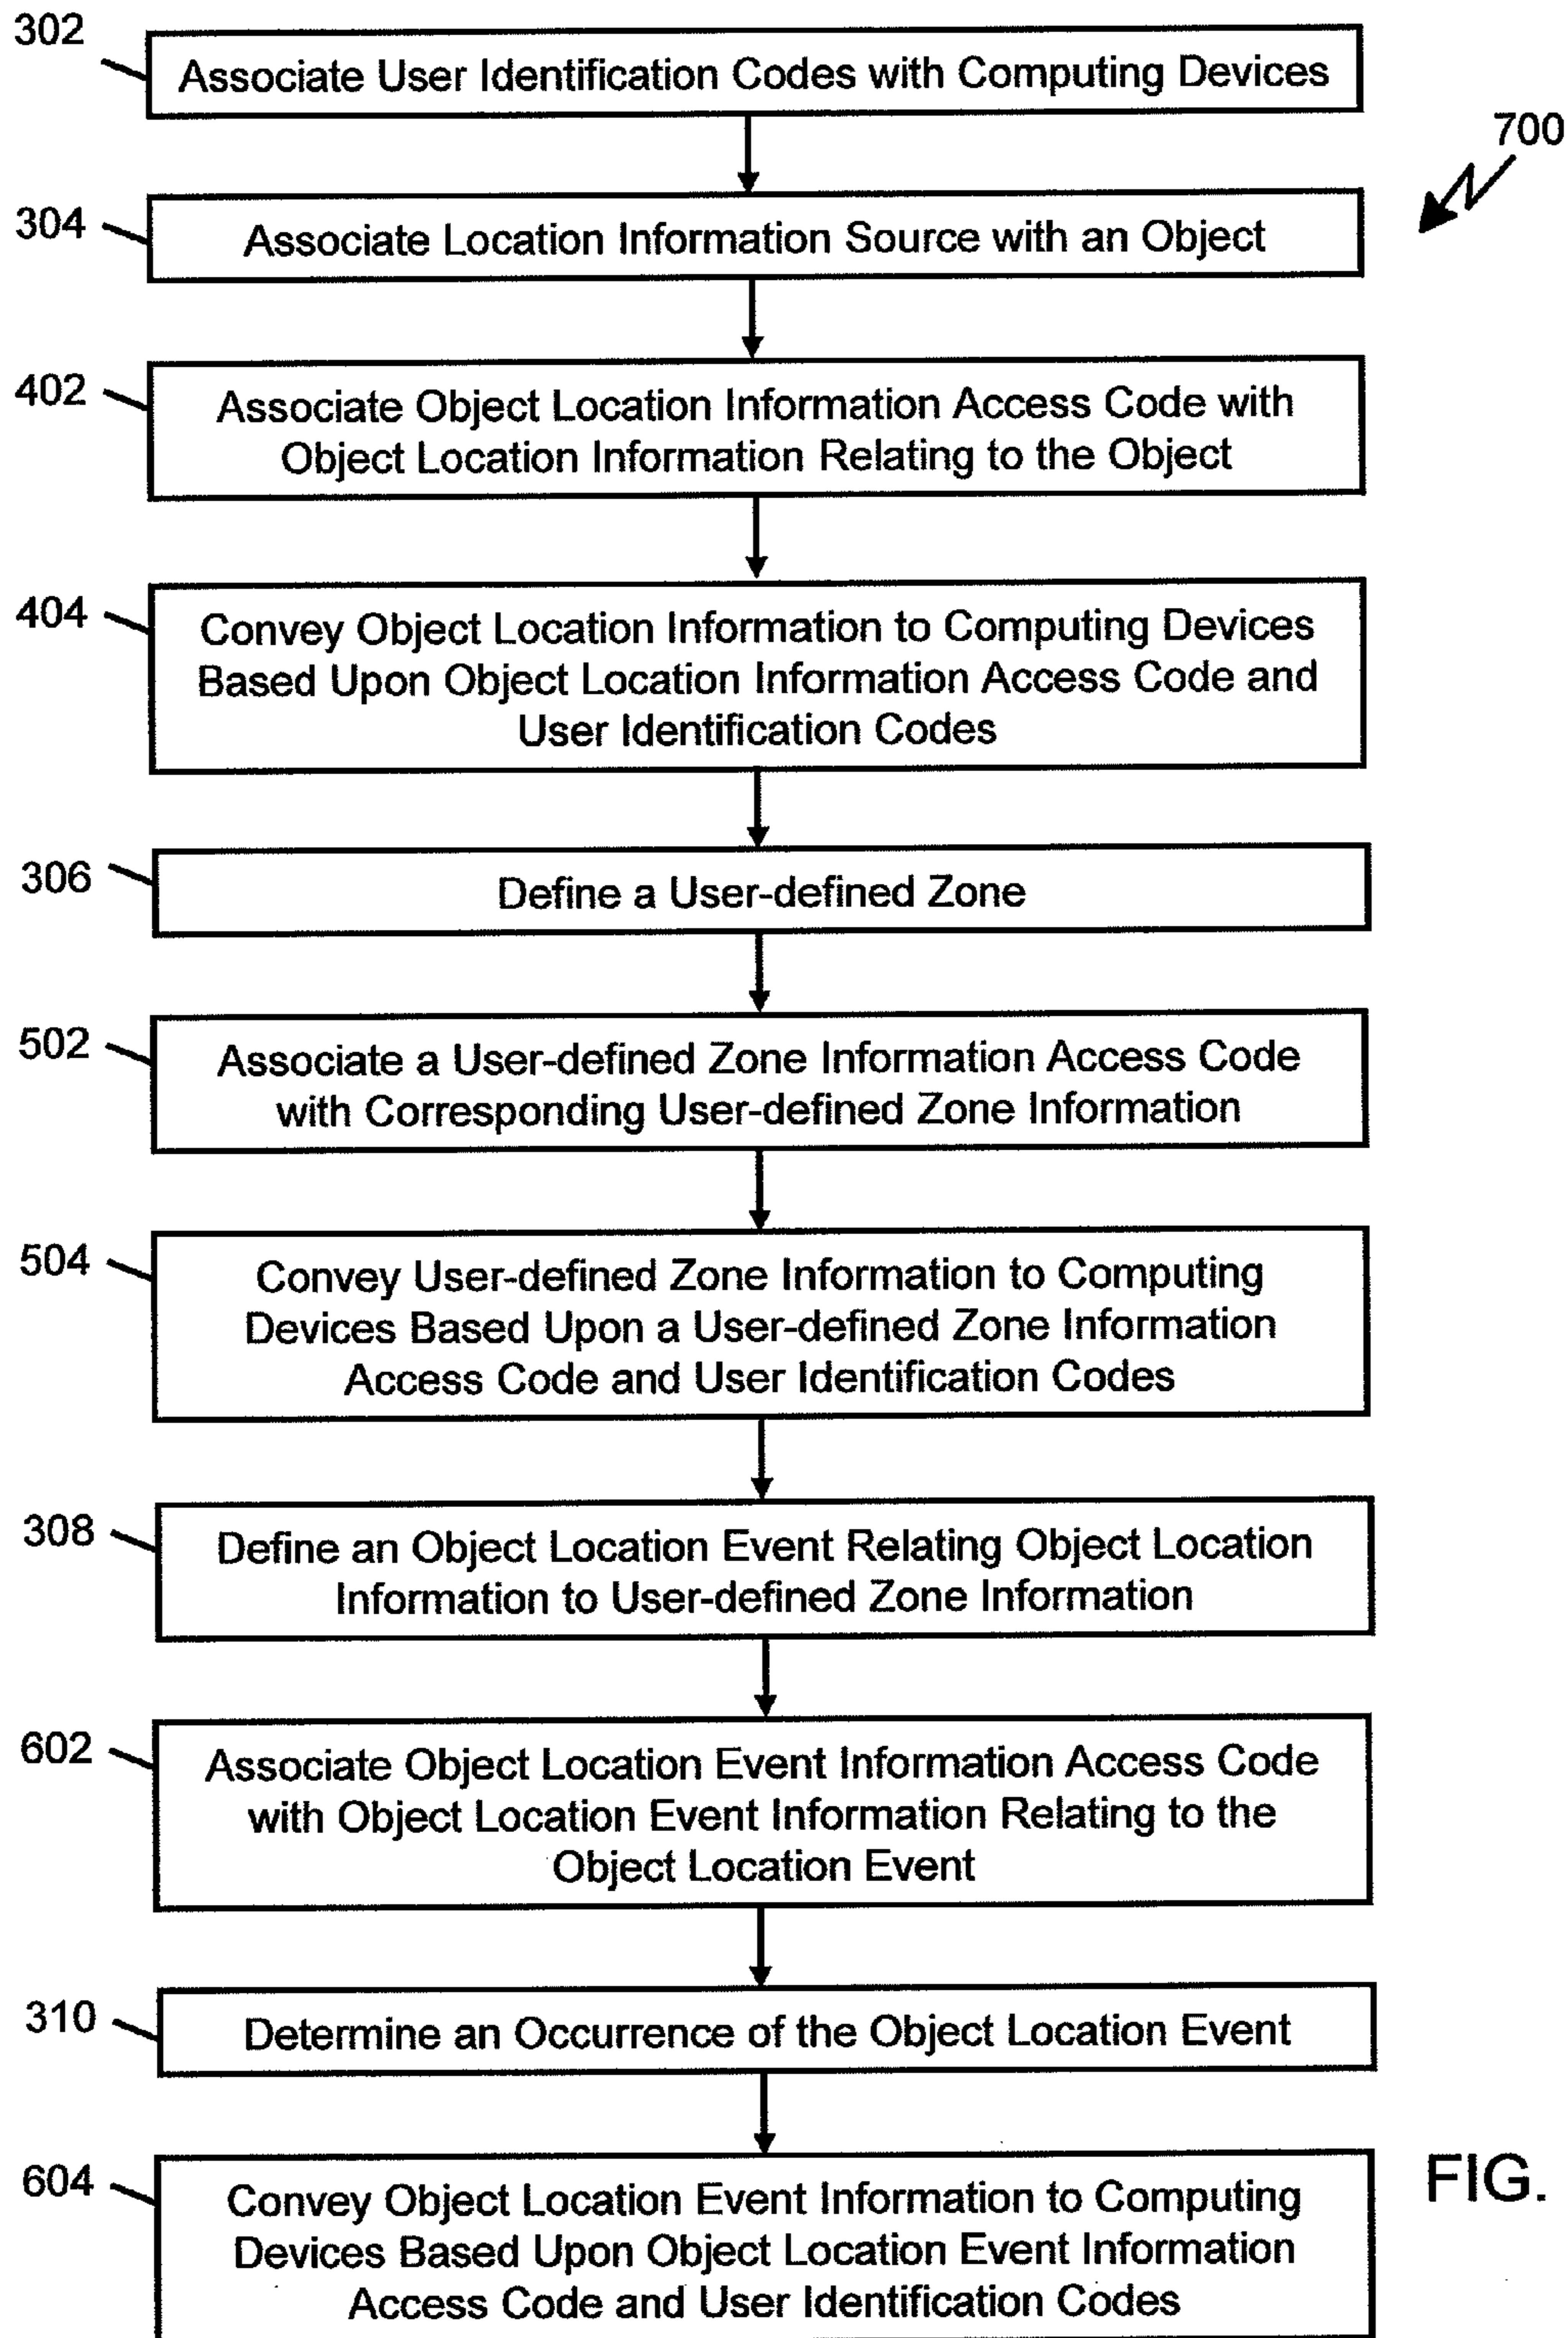 302
Associate User Identification Codes with Computing Devices
700
304
Associate Location Information Source with an Object
402
Associate Object Location Information Access Code with
Object Location Information Relating to the Object
404
Convey Object Location Information to Computing Devices
Based Upon Object Location Information Access Code and
User Identification Codes
306
Define a User-defined Zone
502
Associate a User-defined Zone Information Access Code
with Corresponding User-defined Zone Information
504
Convey User-defined Zone Information to Computing
Devices Based Upon a User-defined Zone Information
Access Code and User Identification Codes
308
Define an Object Location Event Relating Object Location
Information to User-defined Zone Information
602
Associate Object Location Event Information Access Code
with Object Location Event Information Relating to the
Object Location Event
310
Determine an Occurrence of the Object Location Event
604
Convey Object Location Event Information to Computing
Devices Based Upon Object Location Event Information
Access Code and User Identification Codes
FIG.